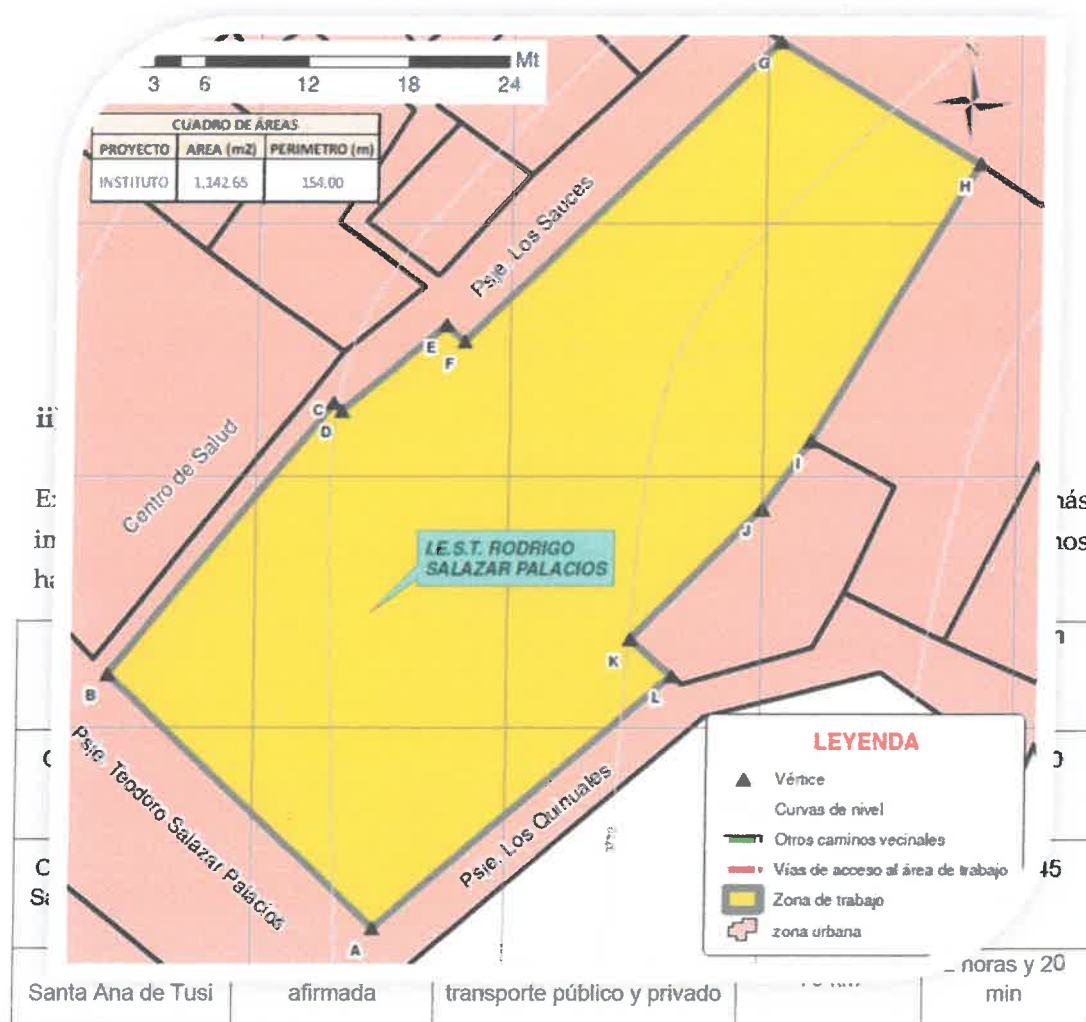 Mt
3 6 12 18 24
CUADRO DE ÁREAS
PROYECTO AREA (m2) PERIMETRO (m)
INSTITUTO 1,142.65 154.00
N
G
H
Psje. Los Sauces
E
F
C
D
Centro de Salud
I
J
I.E.S.T. RODRIGO
SALAZAR PALACIOS
K
L
B
Psje. Teodoro Salazar Palacios
Psje. Los Quinuales
A
LEYENDA
Vértice
Curvas de nivel
Otros caminos vecinales
Vías de acceso al área de trabajo
Zona de trabajo
zona urbana
ii
45
horas y 20
Santa Ana de Tusi afirmada transporte público y privado min